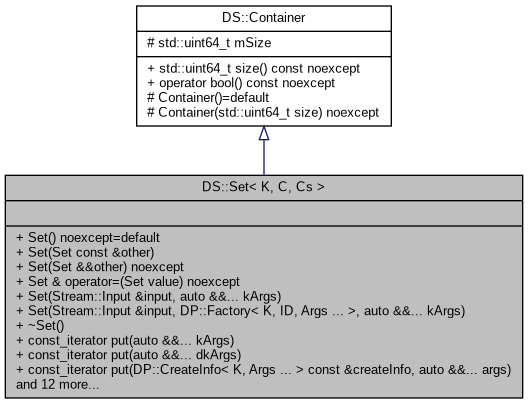 DS::Container
# std::uint64_t mSize
+ std::uint64_t size() const noexcept
+ operator bool() const noexcept
# Container()=default
# Container(std::uint64_t size) noexcept
DS::Set< K, C, Cs >
+ Set() noexcept=default
+ Set(Set const &other)
+ Set(Set &&other) noexcept
+ Set & operator=(Set value) noexcept
+ Set(Stream::Input &input, auto &&... kArgs)
+ Set(Stream::Input &input, DP::Factory< K, ID, Args ... >, auto &&... kArgs)
+ ~Set()
+ const_iterator put(auto &&... kArgs)
+ const_iterator put(auto &&... dkArgs)
+ const_iterator put(DP::CreateInfo< K, Args ... > const &createInfo, auto &&... args)
and 12 more...